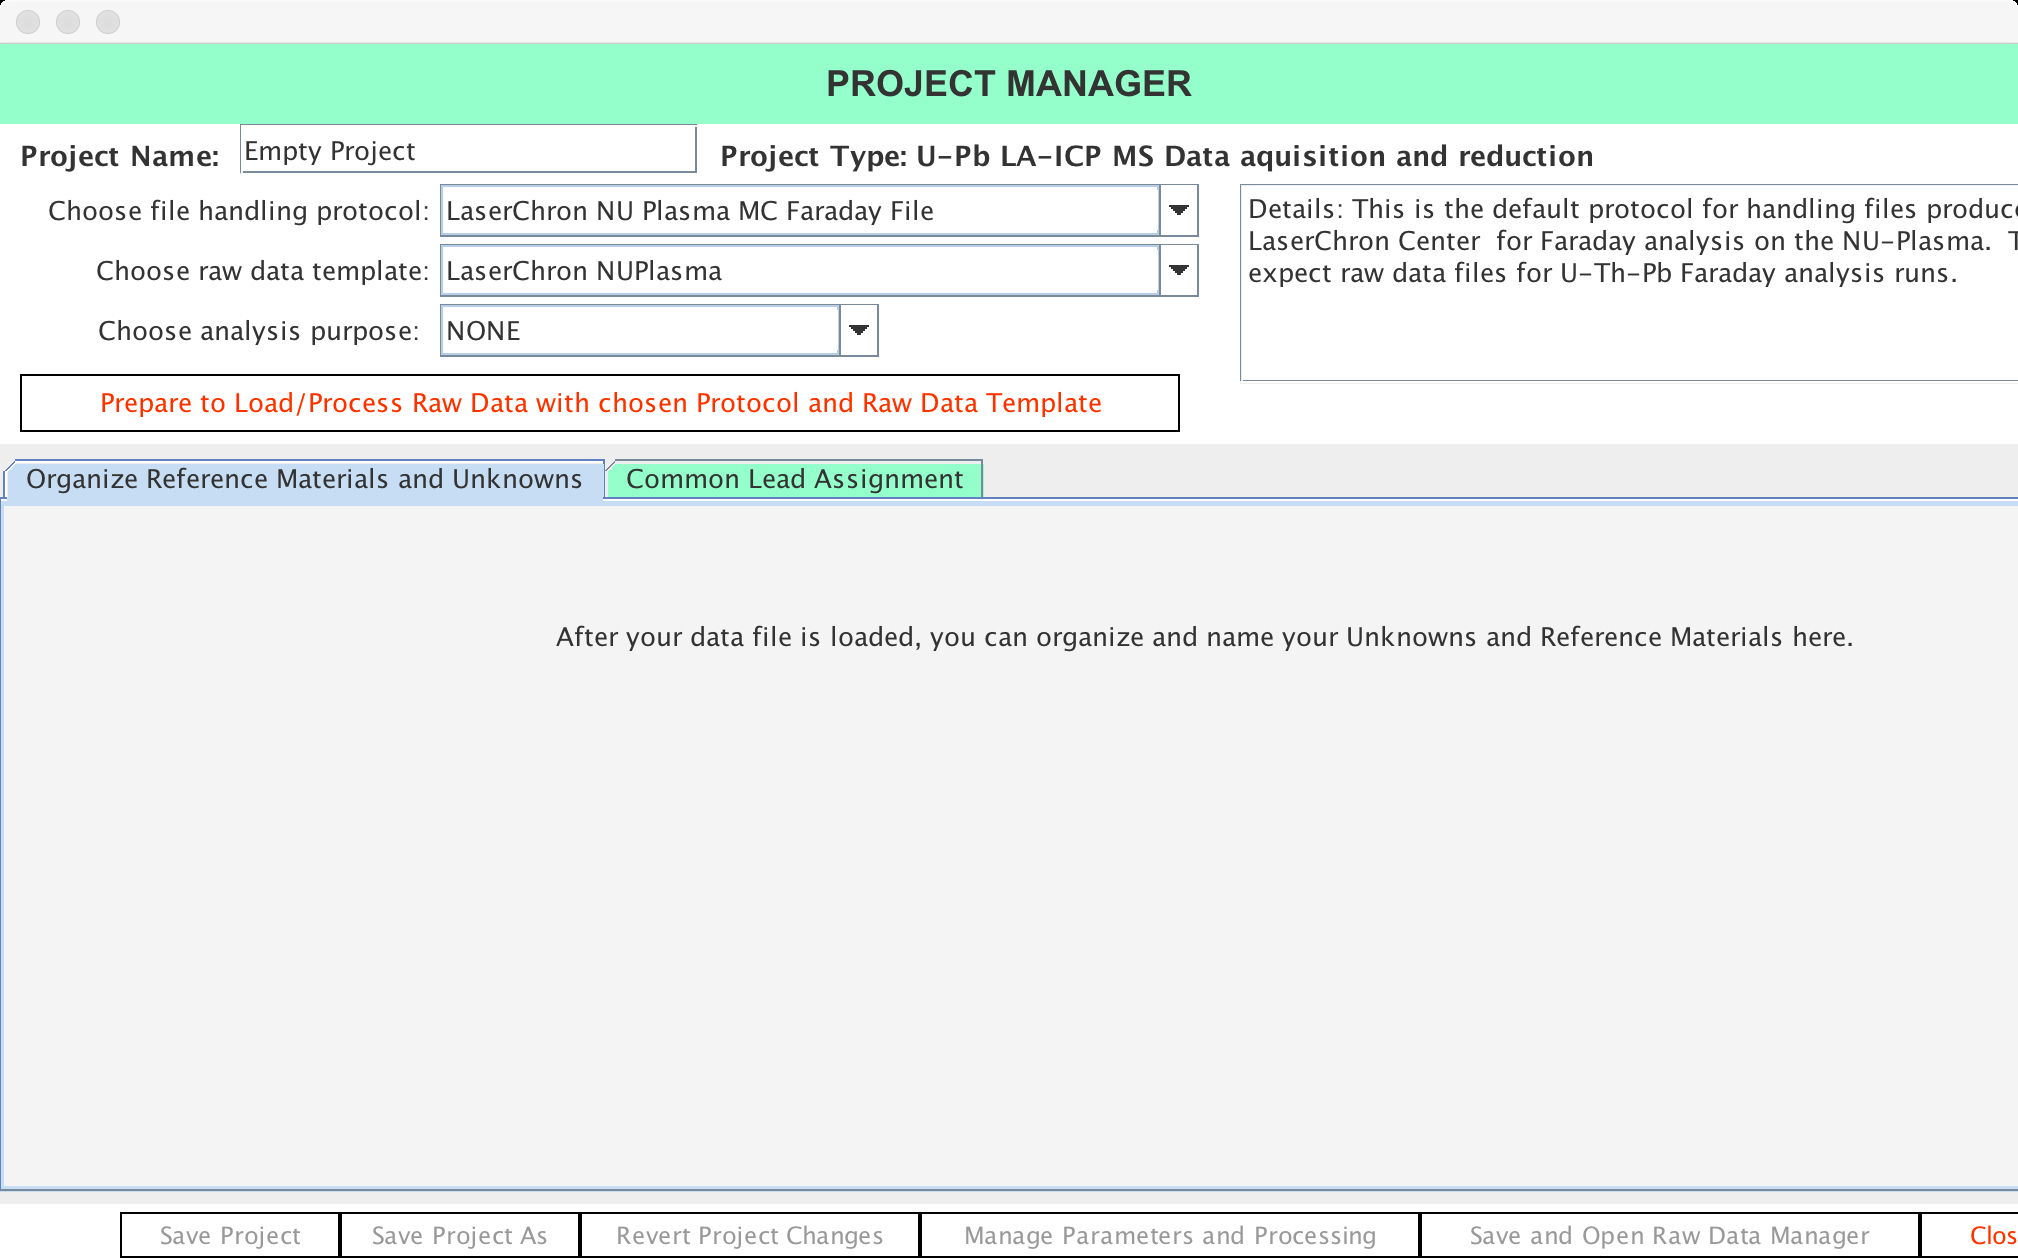 PROJECT MANAGER
Project Name: Empty Project Project Type: U-Pb LA-ICP MS Data aquisition and reduction
Choose file handling protocol: LaserChron NU Plasma MC Faraday File
Choose raw data template: LaserChron NUPlasma
Choose analysis purpose: NONE
Details: This is the default protocol for handling files
LaserChron Center for Faraday analysis on the NU-Plasma.
expect raw data files for U-Th-Pb Faraday analysis runs.
Prepare to Load/Process Raw Data with chosen Protocol and Raw Data Template
Organize Reference Materials and Unknowns Common Lead Assignment
After your data file is loaded, you can organize and name your Unknowns and Reference Materials here.
Save Project Save Project As Revert Project Changes Manage Parameters and Processing Save and Open Raw Data Manager